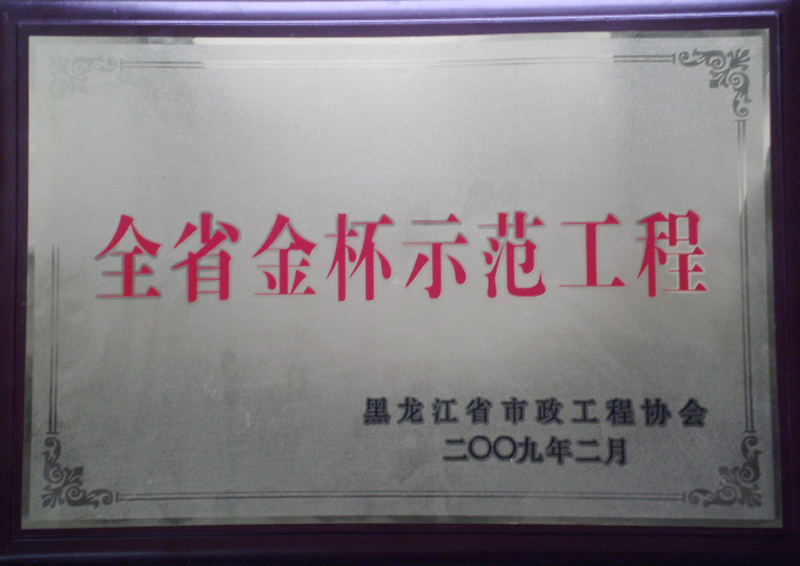 全省金杯示范工程
黑龙江省市政工程协会
二〇〇九年二月